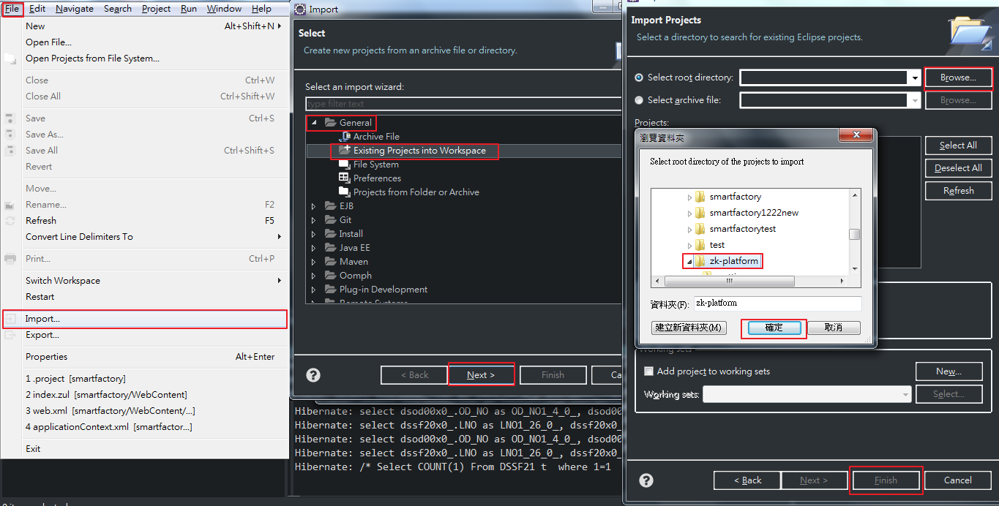 File Edit Navigate Search Project Run Window Help
New Alt+Shift+N
Open File...
Open Projects from File System...
Close Ctrl+W
Close All Ctrl+Shift+W
Save Ctrl+S
Save As...
Save All Ctrl+Shift+S
Revert
Move...
Rename... F2
Refresh F5
Convert Line Delimiters To
Print... Ctrl+P
Switch Workspace
Restart
Import...
Export...
Properties Alt+Enter
1 .project [smartfactory]
2 index.zul [smartfactory/WebContent]
3 web.xml [smartfactory/WebContent/...]
4 applicationContext.xml [smartfactor...]
Exit
Import
Select
Create new projects from an archive file or directory.
Select an import wizard:
type filter text
General
Archive File
Existing Projects into Workspace
File System
Preferences
Projects from Folder or Archive
EJB
Git
Install
Java EE
Maven
Oomph
Plug-in Development
Remote Systems
< Back Next > Finish Ca
Hibernate: select dsod00x0_.OD_NO as OD_NO1_4_0_, dsod00
Hibernate: select dssf20x0_.LNO as LNO1_26_0_, dssf20x0_
Hibernate: select dsod00x0_.OD_NO as OD_NO1_4_0_, dsod00
Hibernate: select dssf20x0_.LNO as LNO1_26_0_, dssf20x0_
Hibernate: /* Select COUNT(1) From DSSF21 t where 1=1
Import Projects
Select a directory to search for existing Eclipse projects.
Select root directory: Browse...
Select archive file: Browse...
Projects:
Select All
Deselect All
Refresh
瀏覽資料夾
Select root directory of the projects to import
smartfactory
smartfactory1222new
smartfactorytest
test
zk-platform
資料夾(F): zk-platform
建立新資料夾(M) 確定 取消
Working sets
Add project to working sets New...
Working sets: Select...
< Back Next > Finish Cancel